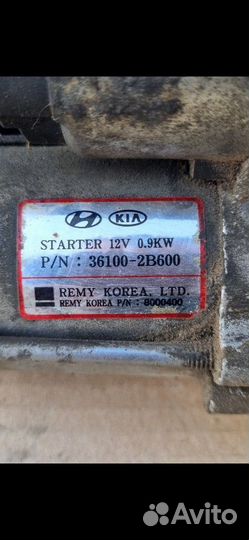 KIA
STARTER 12V 0.9KW
P/N : 36100-2B600
REMY KOREA, LTD.
REMY KOREA P/N : 8000400
Avito